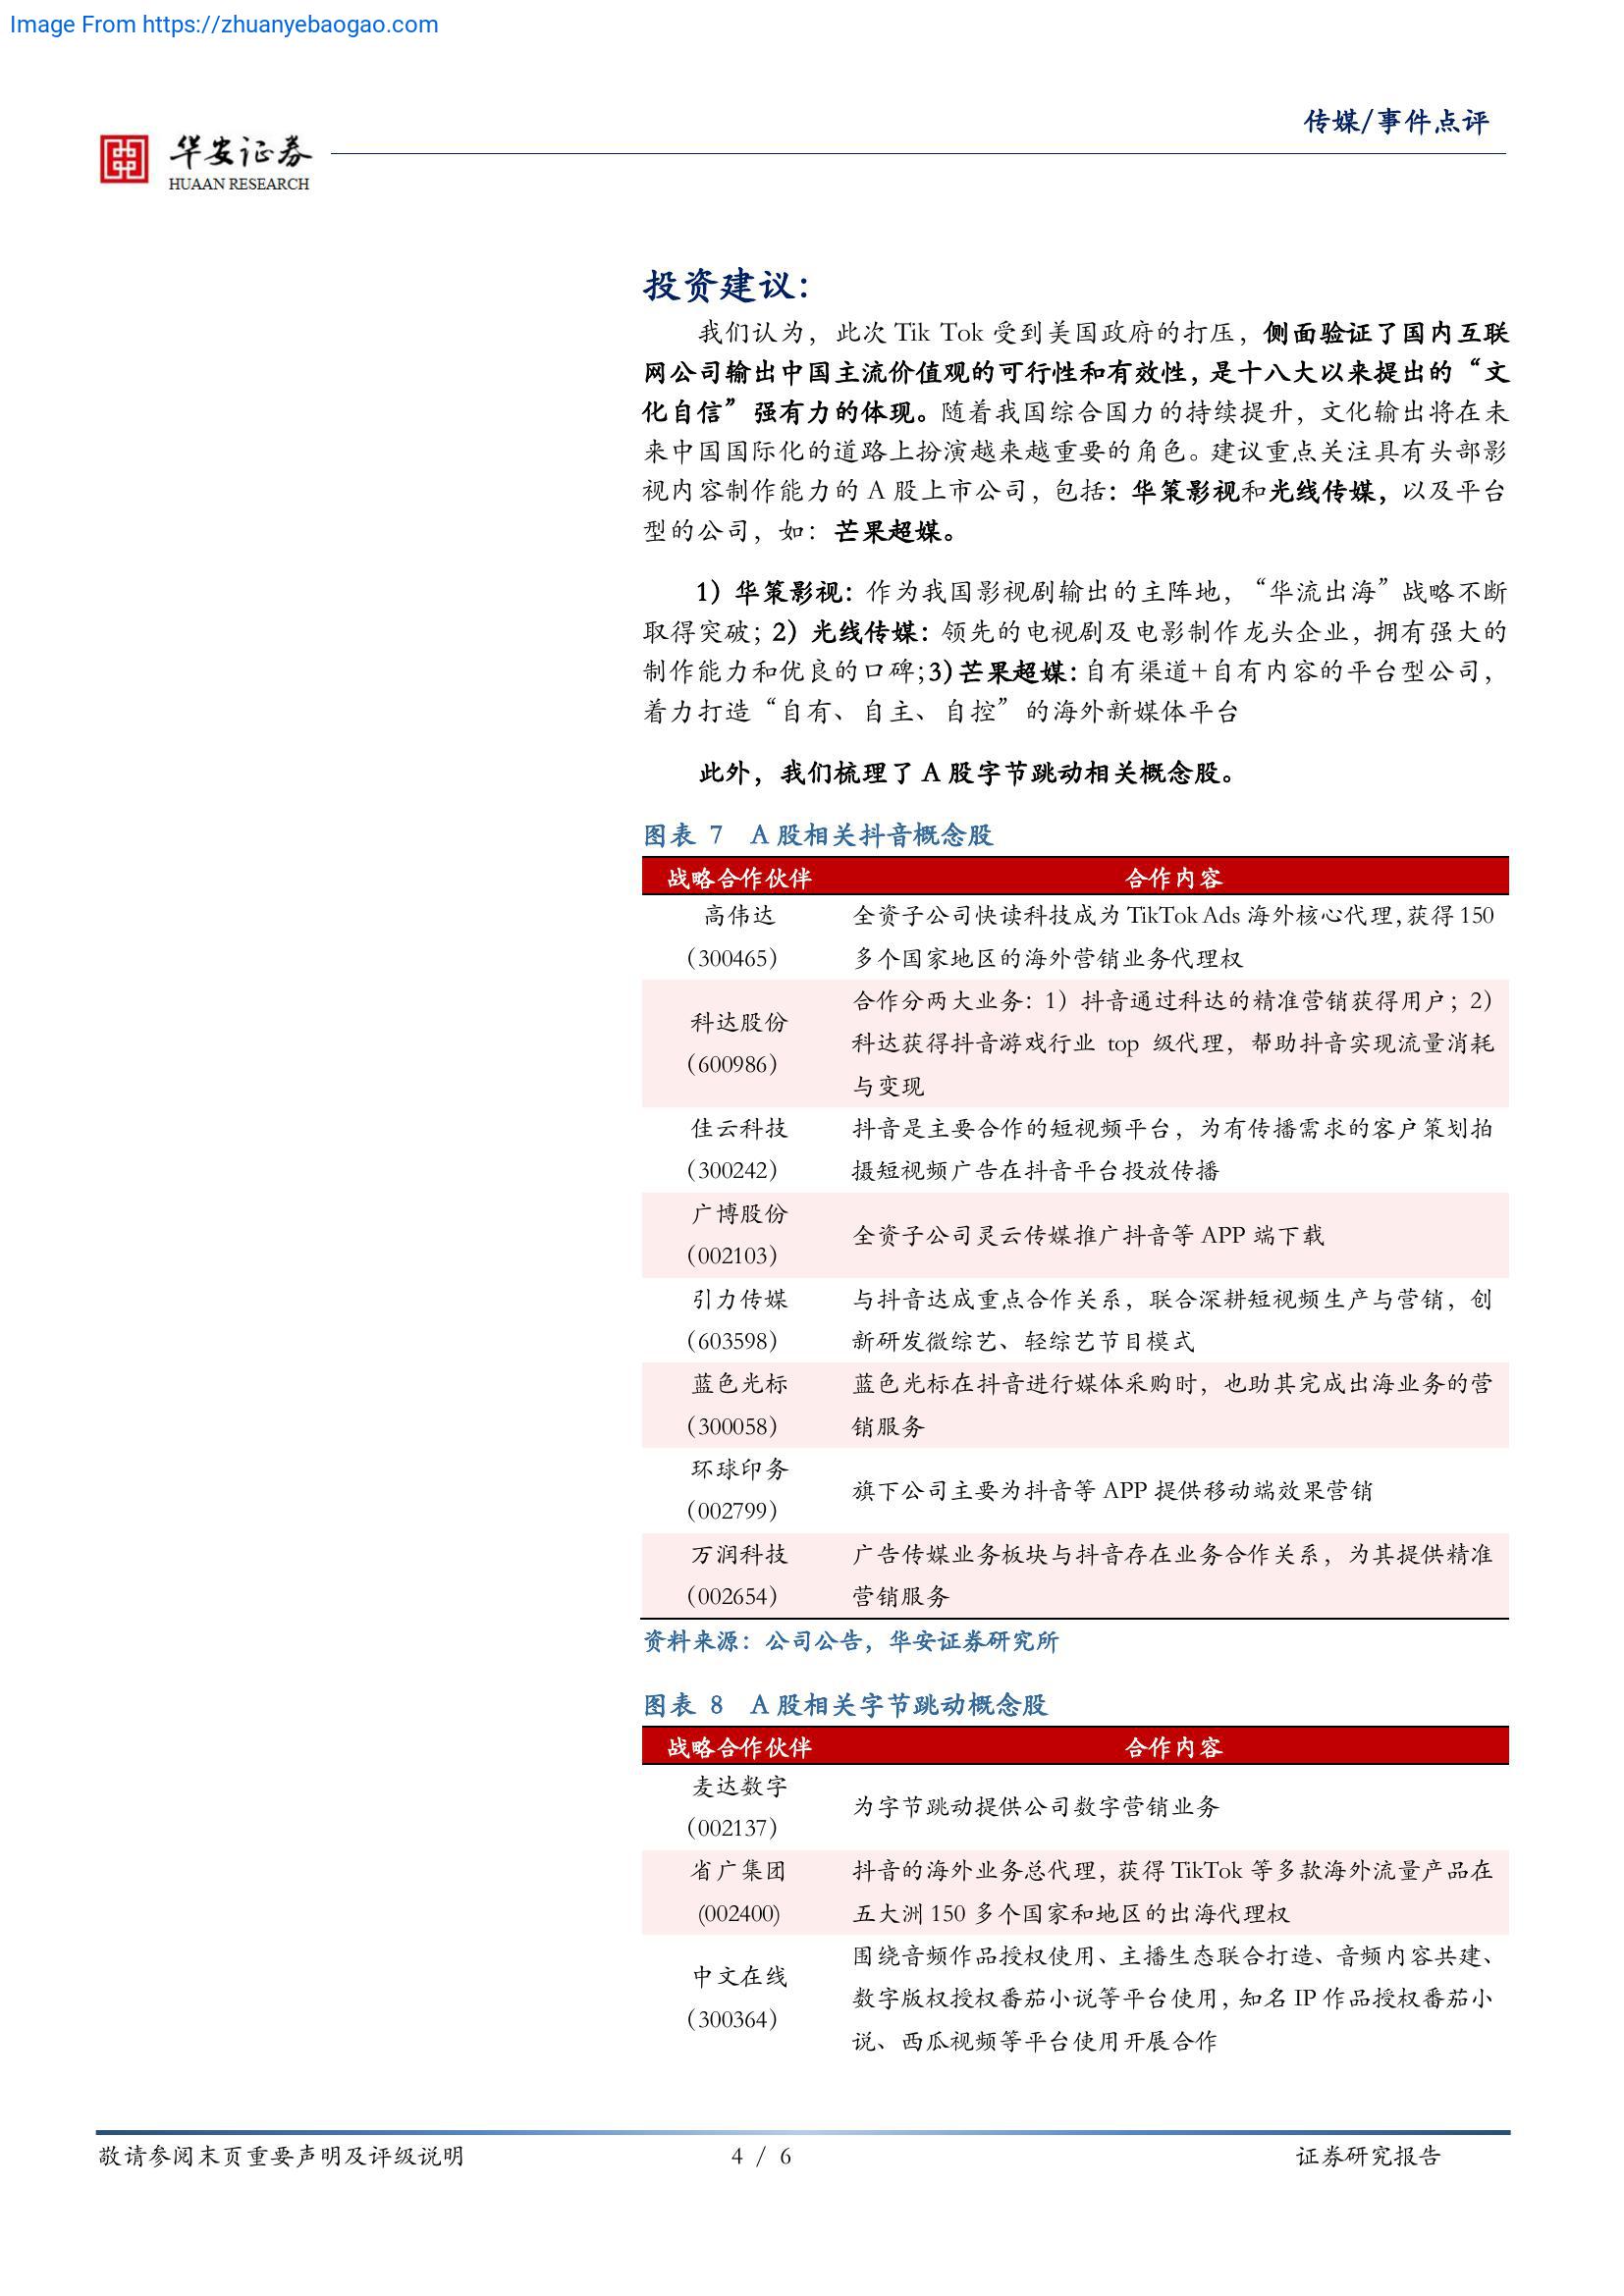 Image From https://zhuanyebaogao.com
传媒/事件点评
华安证券
HUAAN RESEARCH
投资建议：
我们认为，此次 Tik Tok 受到美国政府的打压，侧面验证了国内互联
网公司输出中国主流价值观的可行性和有效性，是十八大以来提出的“文
化自信”强有力的体现。随着我国综合国力的持续提升，文化输出将在未
来中国国际化的道路上扮演越来越重要的角色。建议重点关注具有头部影
视内容制作能力的 A 股上市公司，包括：华策影视和光线传媒，以及平台
型的公司，如：芒果超媒。
1）华策影视：作为我国影视剧输出的主阵地，“华流出海”战略不断
取得突破；2）光线传媒：领先的电视剧及电影制作龙头企业，拥有强大的
制作能力和优良的口碑;3)芒果超媒：自有渠道+自有内容的平台型公司，
着力打造“自有、自主、自控”的海外新媒体平台
此外，我们梳理了 A 股字节跳动相关概念股。
图表 7 A 股相关抖音概念股
战略合作伙伴 合作内容
高伟达
（300465）
全资子公司快读科技成为 TikTok Ads 海外核心代理，获得 150
多个国家地区的海外营销业务代理权
科达股份
（600986）
合作分两大业务：1）抖音通过科达的精准营销获得用户；2）
科达获得抖音游戏行业 top 级代理，帮助抖音实现流量消耗
与变现
佳云科技
（300242）
抖音是主要合作的短视频平台，为有传播需求的客户策划拍
摄短视频广告在抖音平台投放传播
广博股份
（002103）
全资子公司灵云传媒推广抖音等 APP 端下载
引力传媒
（603598）
与抖音达成重点合作关系，联合深耕短视频生产与营销，创
新研发微综艺、轻综艺节目模式
蓝色光标
（300058）
蓝色光标在抖音进行媒体采购时，也助其完成出海业务的营
销服务
环球印务
（002799）
旗下公司主要为抖音等 APP 提供移动端效果营销
万润科技
（002654）
广告传媒业务板块与抖音存在业务合作关系，为其提供精准
营销服务
资料来源：公司公告，华安证券研究所
图表 8 A 股相关字节跳动概念股
战略合作伙伴 合作内容
麦达数字
（002137）
为字节跳动提供公司数字营销业务
省广集团
(002400)
抖音的海外业务总代理，获得 TikTok 等多款海外流量产品在
五大洲 150 多个国家和地区的出海代理权
中文在线
（300364）
围绕音频作品授权使用、主播生态联合打造、音频内容共建、
数字版权授权番茄小说等平台使用，知名 IP 作品授权番茄小
说、西瓜视频等平台使用开展合作
敬请参阅末页重要声明及评级说明 4 / 6 证券研究报告